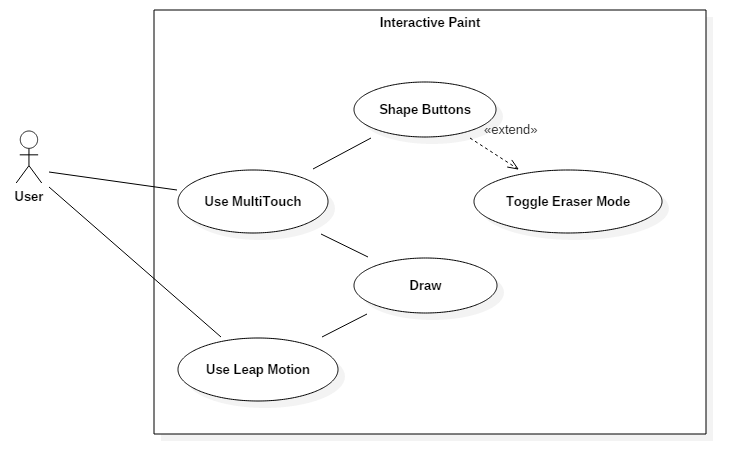 Interactive Paint
Shape Buttons
«extend»
User
Use MultiTouch
Toggle Eraser Mode
Draw
Use Leap Motion